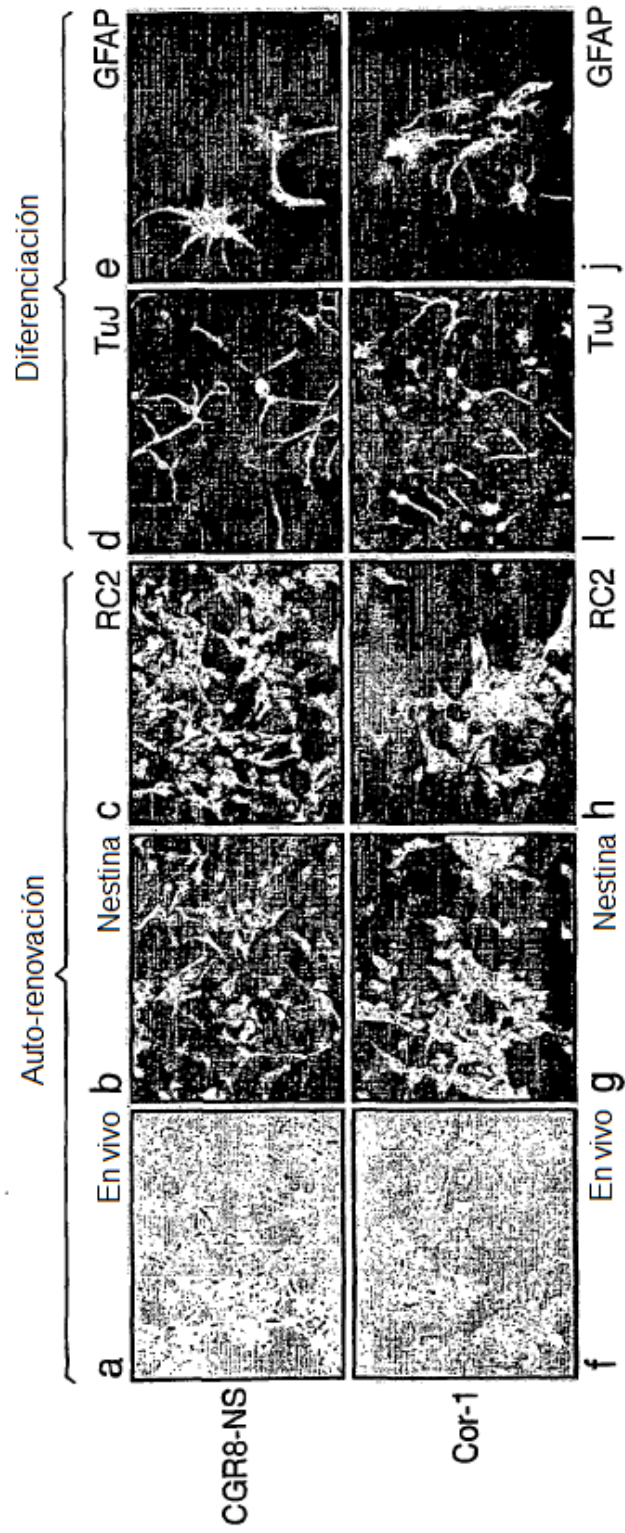 Auto-renovación Diferenciación
a En vivo b Nestina c RC2 d TuJ e GFAP
CGR8-NS
Cor-1
f En vivo g Nestina h RC2 I TuJ j GFAP